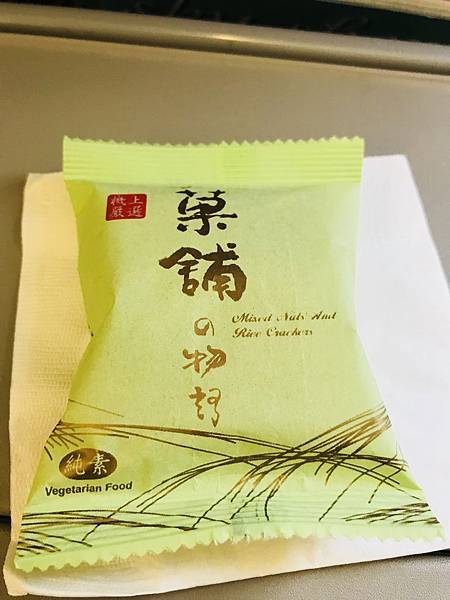 機上
嚴選
菓舖
の物語
Mixed Nuts And
Rice Crackers
純素
Vegetarian Food